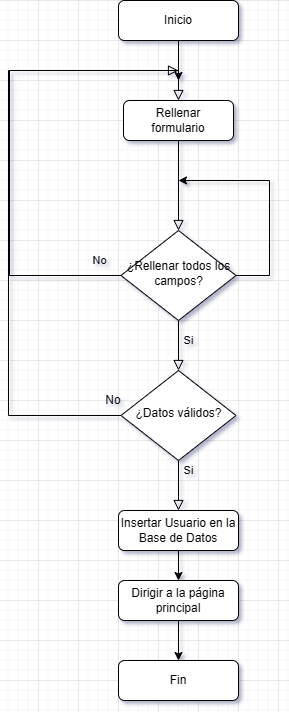 Inicio
Rellenar
formulario
No
¿Rellenar todos los
campos?
Si
No
¿Datos válidos?
Si
Insertar Usuario en la
Base de Datos
Dirigir a la página
principal
Fin